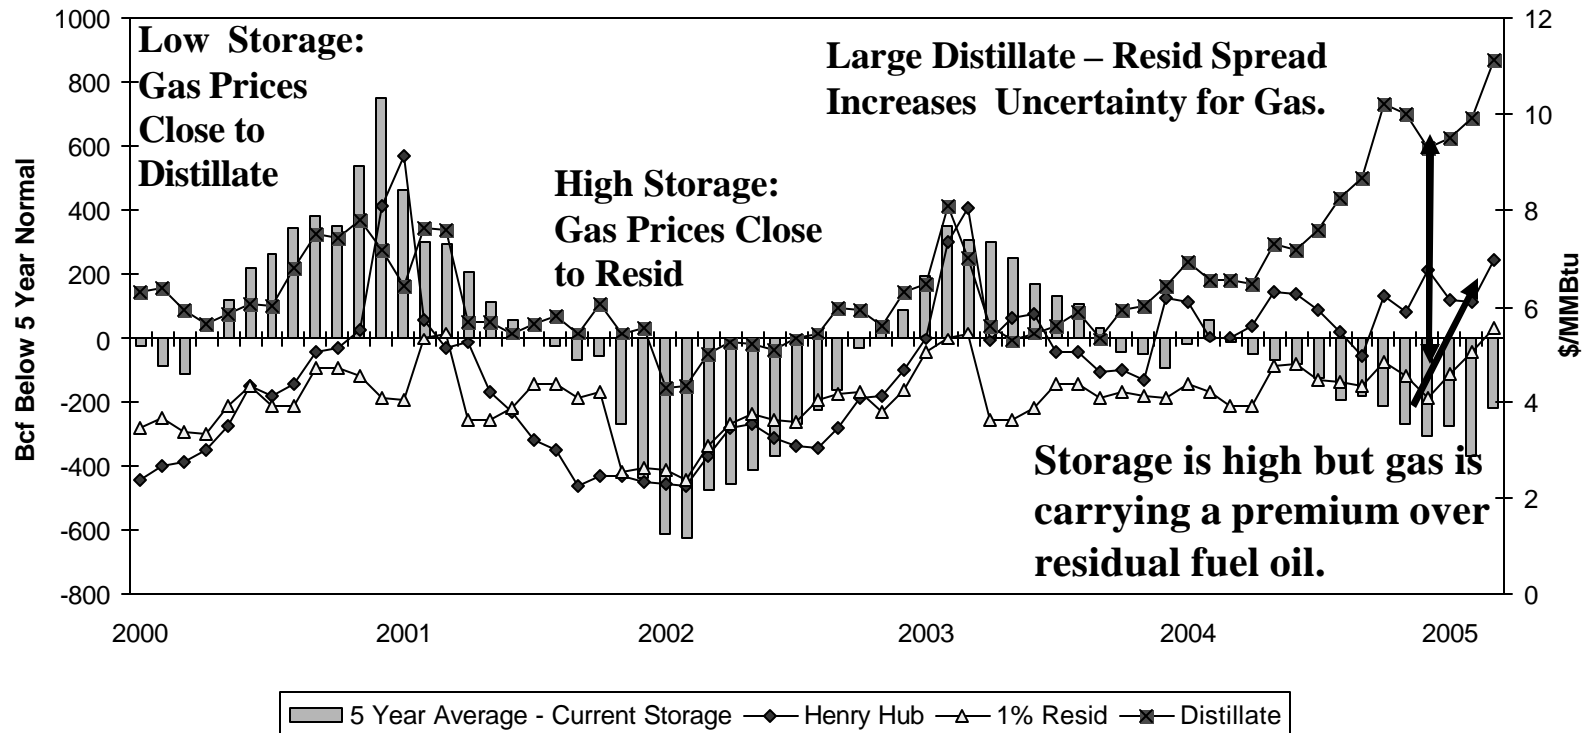 1000
800
600
400
200
0
-200
-400
-600
-800
Bcf Below 5 Year Normal
12
10
8
6
4
2
0
$/MMBtu
Low Storage:
Gas Prices
Close to
Distillate
High Storage:
Gas Prices Close
to Resid
Large Distillate – Resid Spread
Increases Uncertainty for Gas.
Storage is high but gas is
carrying a premium over
residual fuel oil.
2000 2001 2002 2003 2004 2005
5 Year Average - Current Storage Henry Hub 1% Resid Distillate